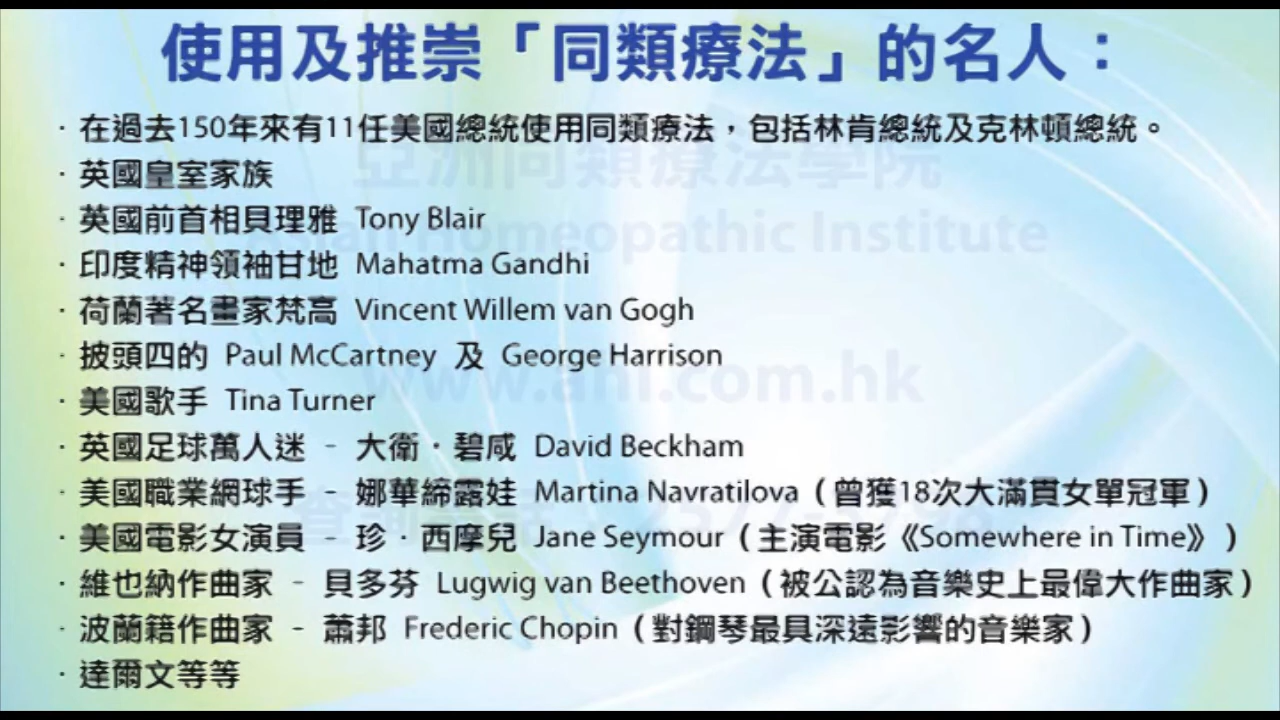 使用及推崇「同類療法」的名人：
· 在過去150年來有11任美國總統使用同類療法，包括林肯總統及克林頓總統。
亞洲同類療法學院
· 英國皇室家族
· 英國前首相貝理雅 Tony Blair
Asian Homeopathic Institute
· 印度精神領袖甘地 Mahatma Gandhi
· 荷蘭著名畫家梵高 Vincent Willem van Gogh
· 披頭四的 Paul McCartney 及 George Harrison
www.ahi.com.hk
· 美國歌手 Tina Turner
· 英國足球萬人迷 - 大衛·碧咸 David Beckham
· 美國職業網球手 - 娜華締露娃 Martina Navratilova（曾獲18次大滿貫女單冠軍）
· 美國電影女演員 - 珍·西摩兒 Jane Seymour（主演電影《Somewhere in Time》）
· 維也納作曲家 - 貝多芬 Lugwig van Beethoven（被公認為音樂史上最偉大作曲家）
· 波蘭籍作曲家 - 蕭邦 Frederic Chopin（對鋼琴最具深遠影響的音樂家）
· 達爾文等等